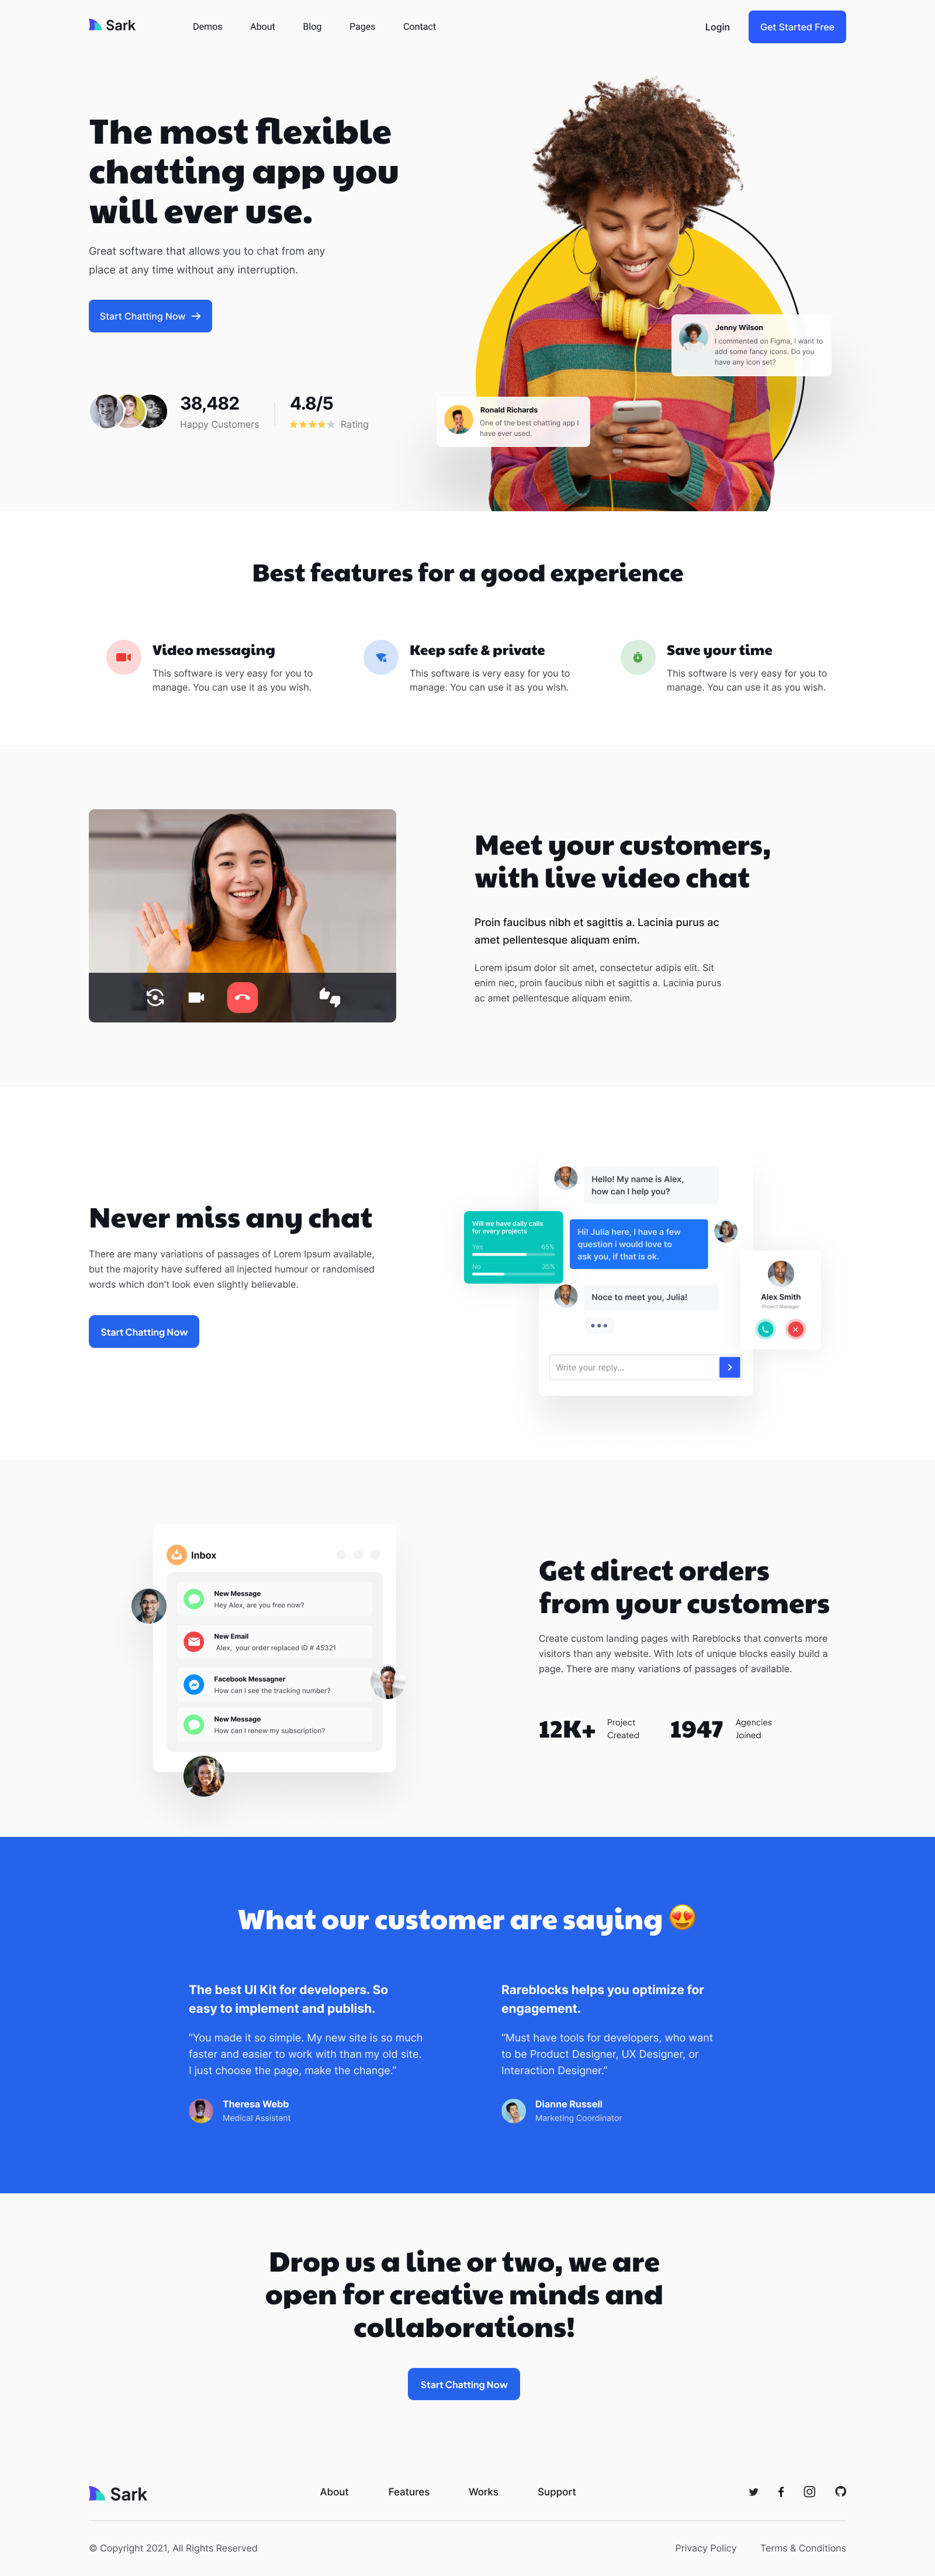 Sark
Demos
About
Blog
Pages
Contact
Login
Get Started Free
The most flexible
chatting app you
will ever use.
Great software that allows you to chat from any
place at any time without any interruption.
Start Chatting Now
38,482
Happy Customers
4.8/5
Rating
Jenny Wilson
I commented on Figma, I want to
add some fancy icons. Do you
have any icon set?
Ronald Richards
One of the best chatting app I
have ever used.
Best features for a good experience
Video messaging
This software is very easy for you to
manage. You can use it as you wish.
Keep safe & private
This software is very easy for you to
manage. You can use it as you wish.
Save your time
This software is very easy for you to
manage. You can use it as you wish.
Meet your customers,
with live video chat
Proin faucibus nibh et sagittis a. Lacinia purus ac
amet pellentesque aliquam enim.
Lorem ipsum dolor sit amet, consectetur adipis elit. Sit
enim nec, proin faucibus nibh et sagittis a. Lacinia purus
ac amet pellentesque aliquam enim.
Never miss any chat
There are many variations of passages of Lorem Ipsum available,
but the majority have suffered all injected humour or randomised
words which don't look even slightly believable.
Start Chatting Now
Hello! My name is Alex,
how can I help you?
Will we have daily calls
for every projects
Yes
65%
No
35%
Hi! Julia here, I have a few
question i would love to
ask you, if that is ok.
Noce to meet you, Julia!
Alex Smith
Project Manager
Write your reply...
Inbox
New Message
Hey Alex, are you free now?
New Email
Alex, your order replaced ID # 45321
Facebook Messagner
How can I see the tracking number?
New Message
How can I renew my subscription?
Get direct orders
from your customers
Create custom landing pages with Rareblocks that converts more
visitors than any website. With lots of unique blocks easily build a
page. There are many variations of passages of available.
12K+
Project
Created
1947
Agencies
Joined
What our customer are saying 😍
The best UI Kit for developers. So
easy to implement and publish.
“You made it so simple. My new site is so much
faster and easier to work with than my old site.
I just choose the page, make the change.”
Theresa Webb
Medical Assistant
Rareblocks helps you optimize for
engagement.
“Must have tools for developers, who want
to be Product Designer, UX Designer, or
Interaction Designer.”
Dianne Russell
Marketing Coordinator
Drop us a line or two, we are
open for creative minds and
collaborations!
Start Chatting Now
Sark
About
Features
Works
Support
© Copyright 2021, All Rights Reserved
Privacy Policy
Terms & Conditions